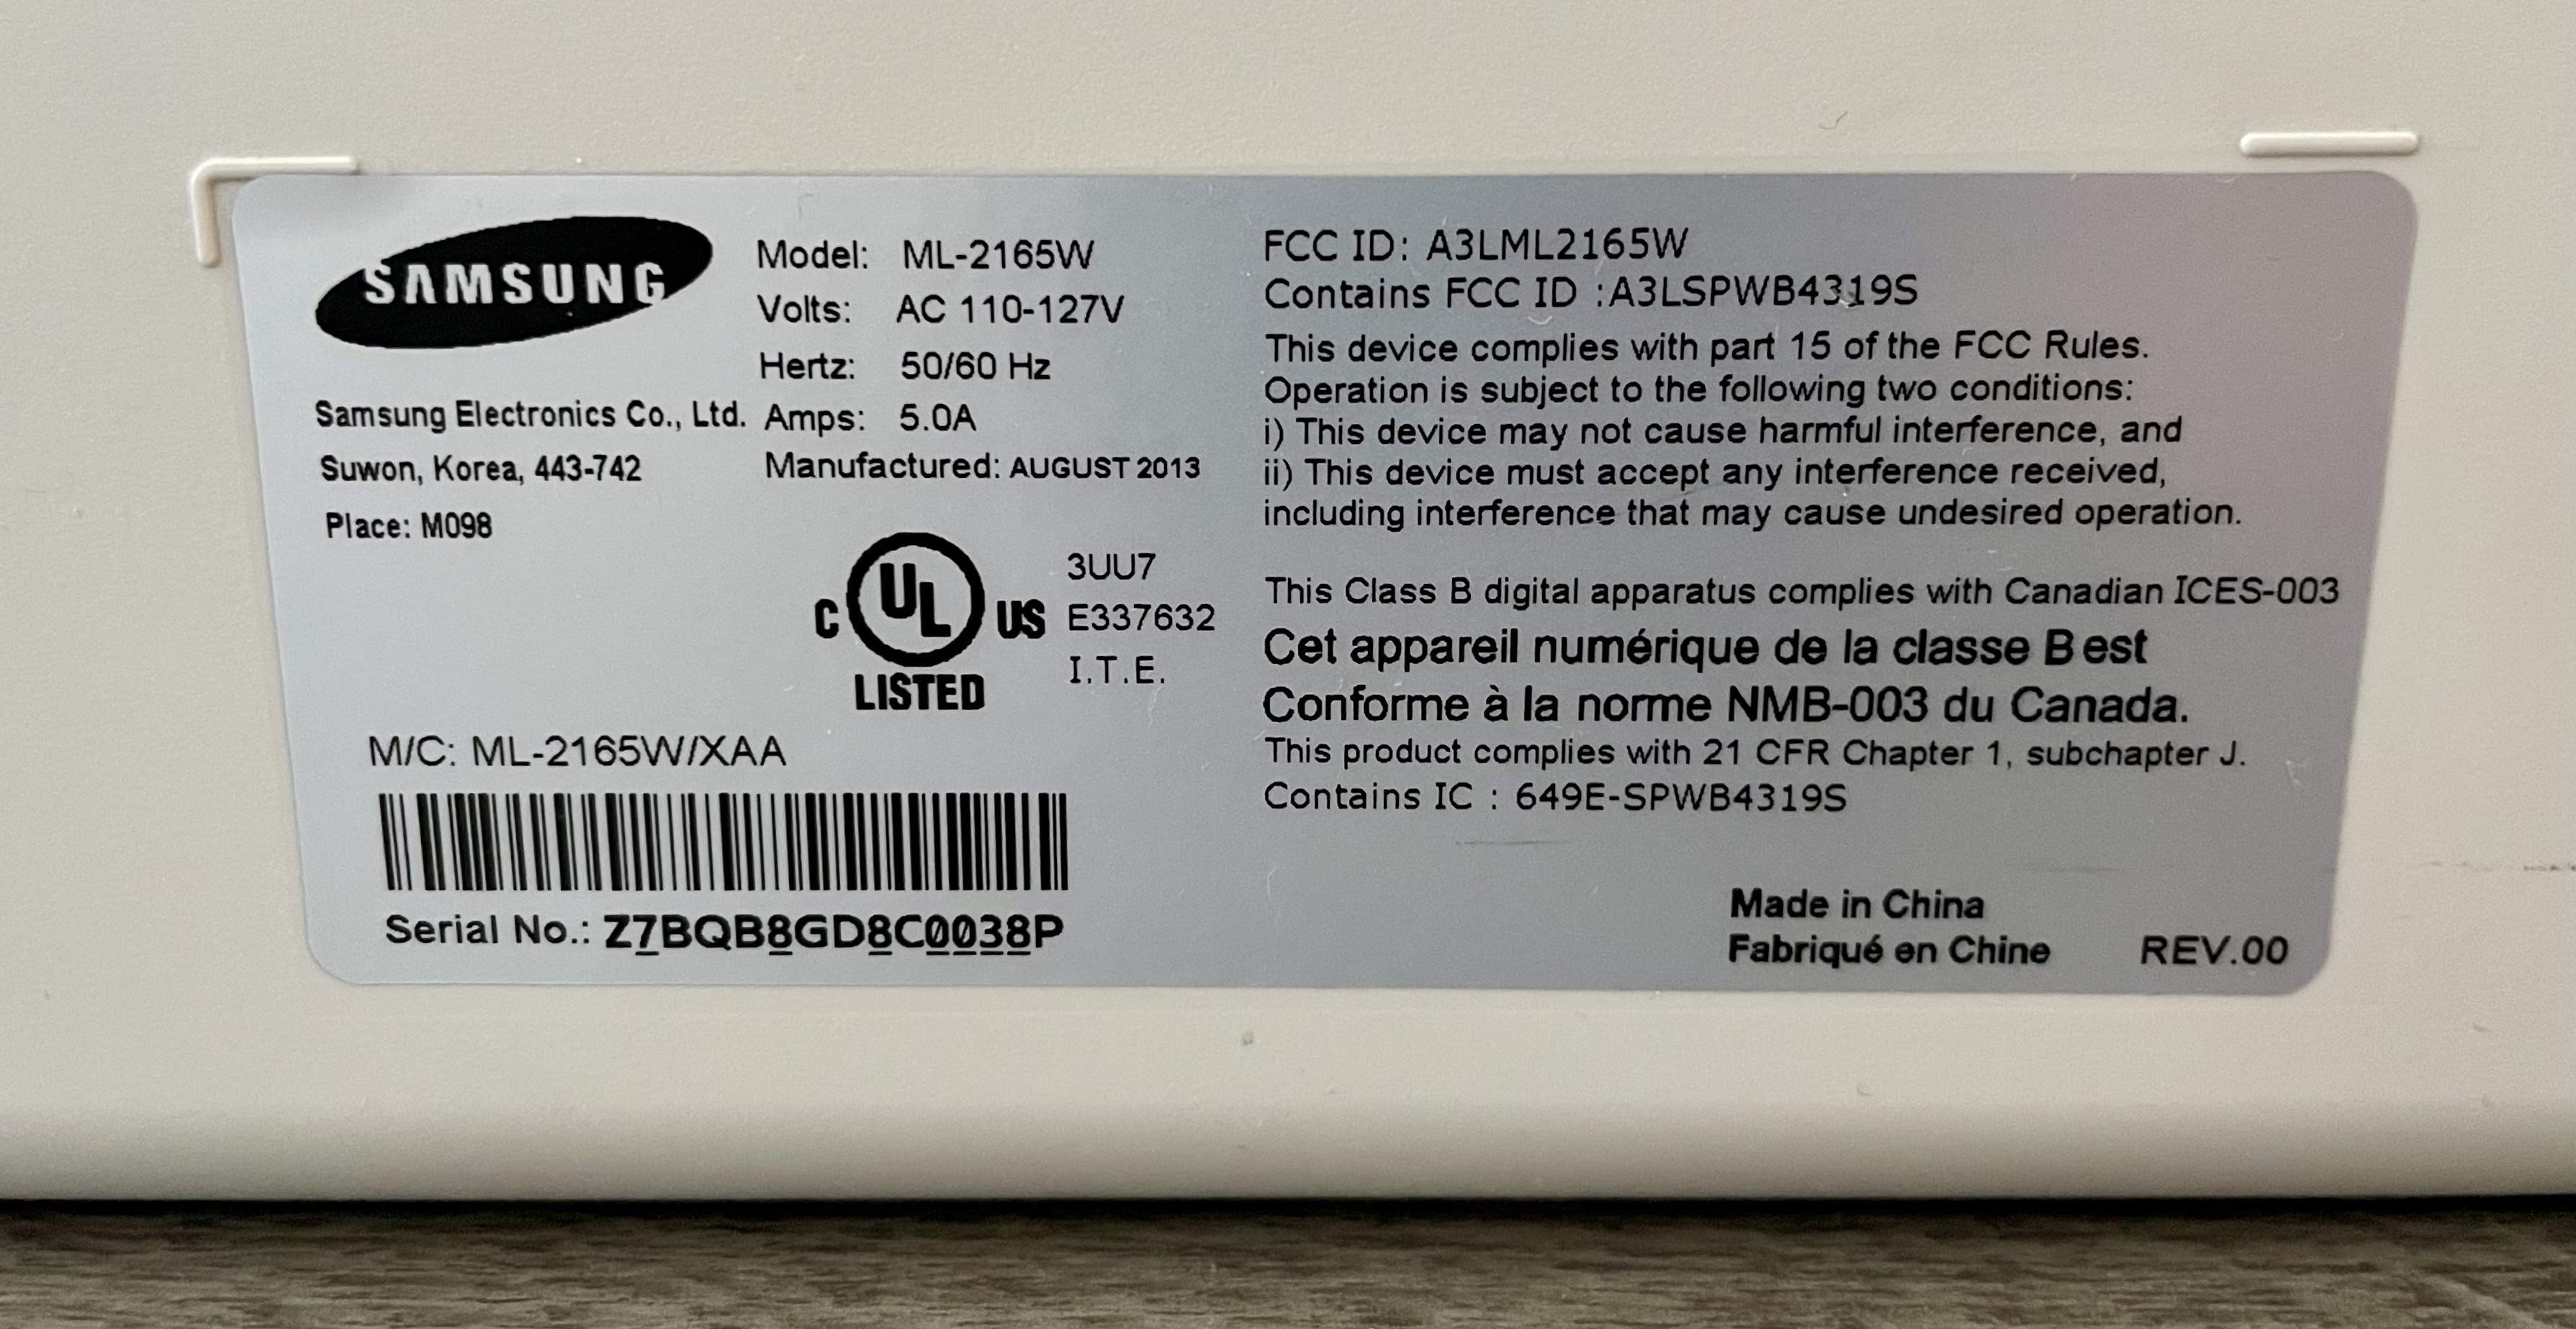 SAMSUNG
Samsung Electronics Co., Ltd.
Suwon, Korea, 443-742
Place: M098
Model: ML-2165W
Volts: AC 110-127V
Hertz: 50/60 Hz
Amps: 5.0A
Manufactured: AUGUST 2013
C UL US
LISTED
3UU7
E337632
I.T.E.
M/C: ML-2165W/XAA
Serial No.: Z7BQB8GD8C0038P
FCC ID: A3LML2165W
Contains FCC ID :A3LSPWB4319S
This device complies with part 15 of the FCC Rules.
Operation is subject to the following two conditions:
i) This device may not cause harmful interference, and
ii) This device must accept any interference received,
including interference that may cause undesired operation.
This Class B digital apparatus complies with Canadian ICES-003
Cet appareil numérique de la classe B est
Conforme à la norme NMB-003 du Canada.
This product complies with 21 CFR Chapter 1, subchapter J.
Contains IC : 649E-SPWB4319S
Made in China
Fabriqué en Chine
REV.00